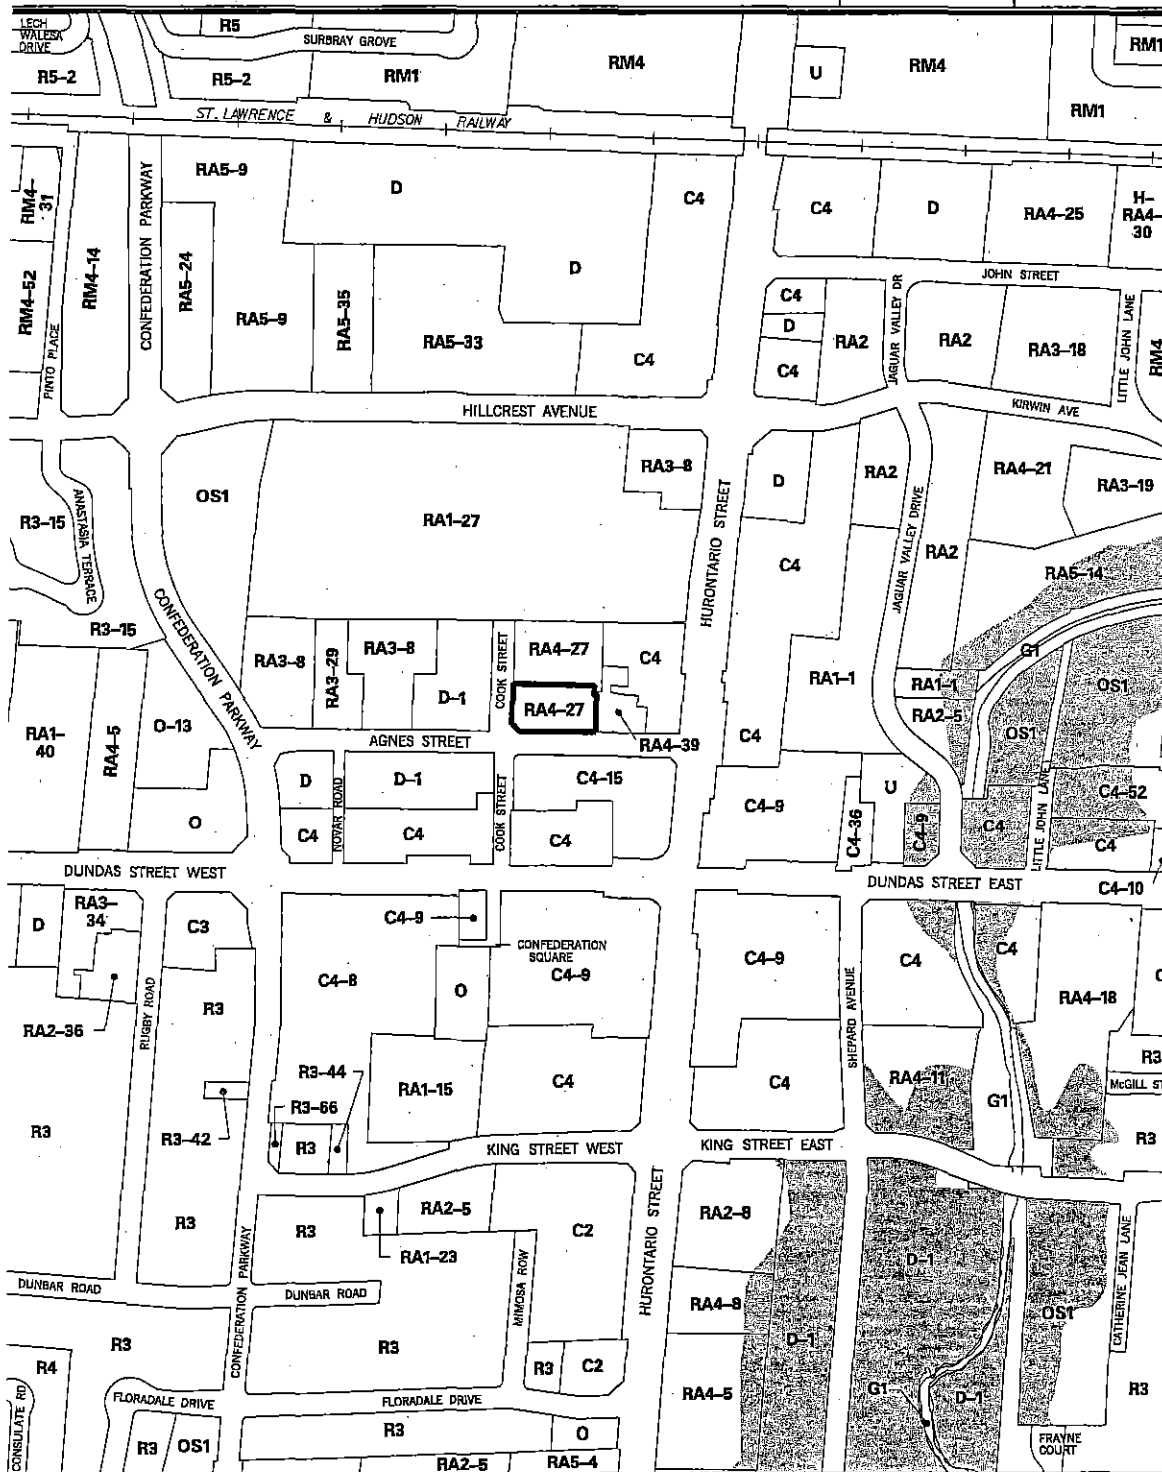 LECH
WALESA
DRIVE
R5
SURBRAY GROVE
R5-2
R5-2
RM1
RM4
U
RM4
RM1
RM1
ST. LAWRENCE & HUDSON RAILWAY
RM4-
31
RM4-52
RM4-14
PINTO PLACE
CONFEDERATION PARKWAY
RA5-9
RA5-24
RA5-9
RA5-35
D
D
RA5-33
C4
C4
C4
D
RA4-25
H-
RA4-
30
JOHN STREET
C4
D
C4
RA2
JAGUAR VALLEY DR
RA2
RA3-18
LITTLE JOHN LANE
RM4
HILLCREST AVENUE
KIRWIN AVE
R3-15
ANASTASIA TERRACE
OS1
RA1-27
RA3-8
HURONTARIO STREET
D
RA2
RA4-21
RA3-19
C4
JAGUAR VALLEY DRIVE
RA2
RA5-14
R3-15
CONFEDERATION PARKWAY
RA3-8
RA3-29
RA3-8
D-1
COOK STREET
RA4-27
C4
RA4-27
RA1-1
RA1-1
G1
OS1
RA2-5
OS1
RA1-
40
RA4-5
O-13
AGNES STREET
RA4-39
C4
D
NOVAR ROAD
D-1
COOK STREET
C4-15
C4-9
C4-36
U
C4-9
C4
LITTLE JOHN LANE
C4-52
C4
O
C4
C4
C4
DUNDAS STREET WEST
DUNDAS STREET EAST
C4-10
D
RA3-
34
C3
C4-9
CONFEDERATION
SQUARE
C4-9
C4-9
C4
C4
RA4-18
RA2-36
RUGBY ROAD
R3
C4-8
O
SHEPARD AVENUE
R3
McGILL ST
R3-44
RA1-15
C4
C4
RA4-11
G1
R3-66
R3
R3-42
R3
R3
KING STREET WEST
KING STREET EAST
R3
CONFEDERATION PARKWAY
R3
RA2-5
RA1-23
MIMOSA ROW
C2
HURONTARIO STREET
RA2-8
D-1
CATHERINE JEAN LANE
DUNBAR ROAD
DUNBAR ROAD
RA4-8
D-1
OS1
R3
R4
R3
R3
C2
RA4-5
G1
D-1
R3
CONSULATE RD
FLORADALE DRIVE
FLORADALE DRIVE
R3
OS1
R3
O
FRAYNE
COURT
RA2-5
RA5-4